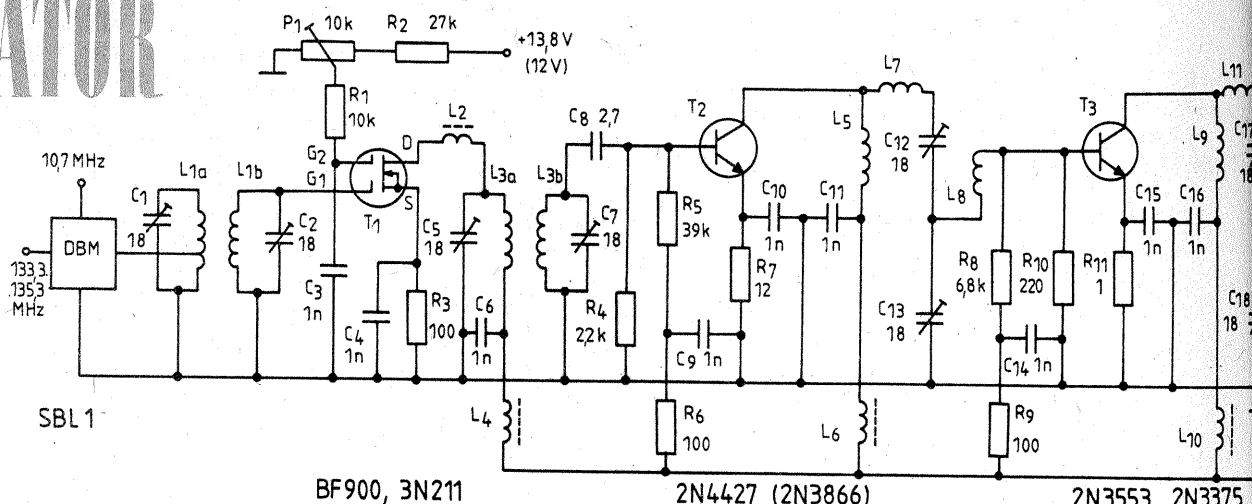 ATOR
P1 10k R2 27k
+13,8V
(12V)
R1
10k
L2
C8 2,7
T2
L7
L5
C12
18
T3
L11
L9
C17
18
10,7 MHz
L1a
L1b
G2
G1
D
S
T1
L3a
L3b
C1
18
C2
18
C5
18
C7
18
DBM
133,3.
.135,3
MHz
C3
1n
C4
1n
R3
100
C6
1n
R4
2,2k
R5
39k
C10
1n
C11
1n
R7
12
C9 1n
C13
18
L8
R8
6,8k
R10
220
R11
1
C15
1n
C16
1n
C14 1n
C18
18
SBL1
L4
R6
100
L6
R9
100
L10
BF900, 3N211
2N4427 (2N3866)
2N3553, 2N3375